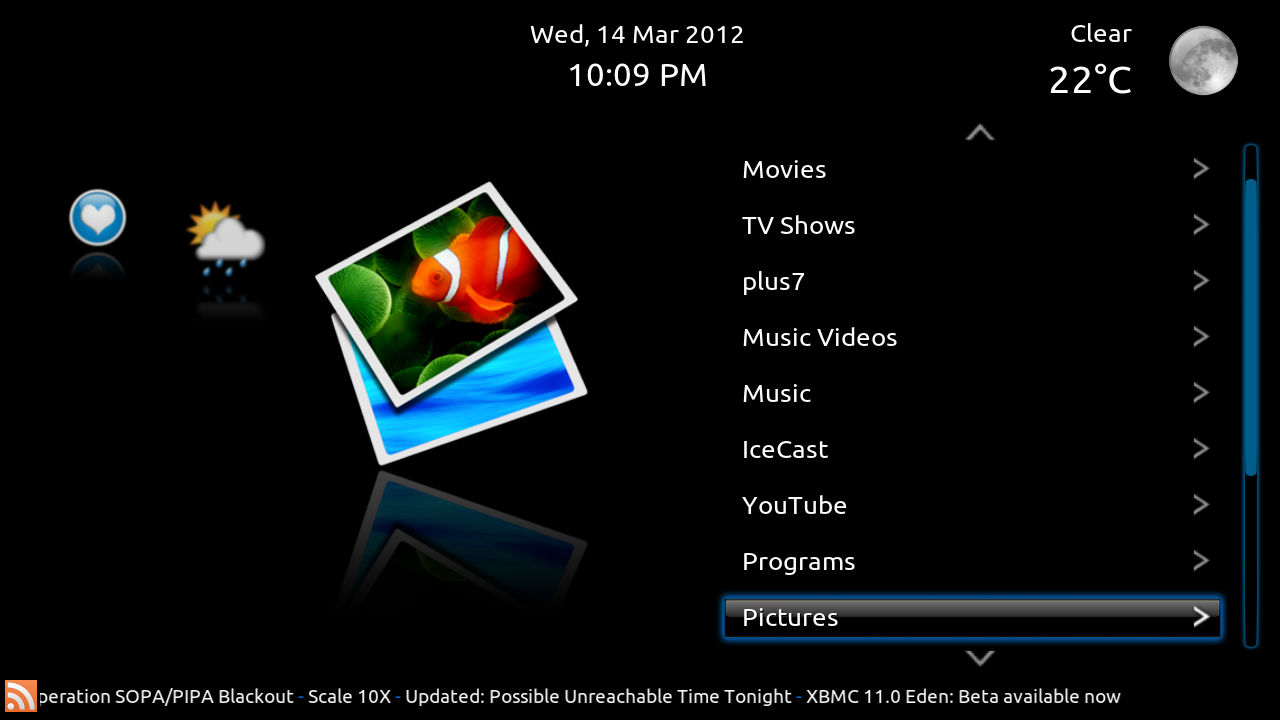 Wed, 14 Mar 2012
10:09 PM
Clear
22°C
Movies
TV Shows
plus7
Music Videos
Music
IceCast
YouTube
Programs
Pictures
peration SOPA/PIPA Blackout - Scale 10X - Updated: Possible Unreachable Time Tonight - XBMC 11.0 Eden: Beta available now